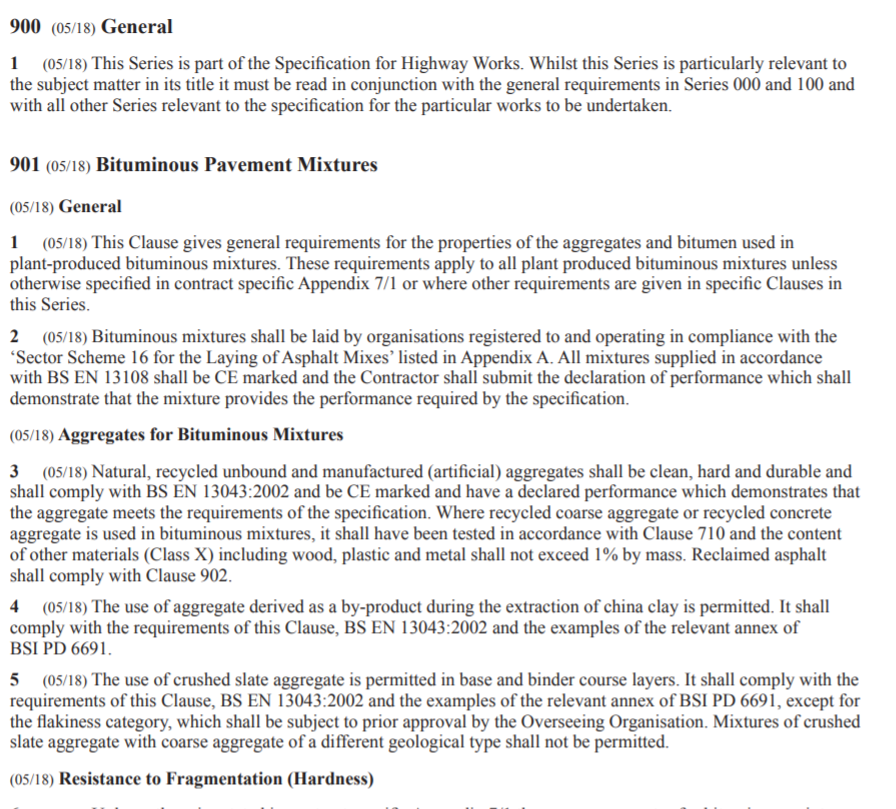 900 (05/18) General
1 (05/18) This Series is part of the Specification for Highway Works. Whilst this Series is particularly relevant to
the subject matter in its title it must be read in conjunction with the general requirements in Series 000 and 100 and
with all other Series relevant to the specification for the particular works to be undertaken.
901 (05/18) Bituminous Pavement Mixtures
(05/18) General
1 (05/18) This Clause gives general requirements for the properties of the aggregates and bitumen used in
plant-produced bituminous mixtures. These requirements apply to all plant produced bituminous mixtures unless
otherwise specified in contract specific Appendix 7/1 or where other requirements are given in specific Clauses in
this Series.
2 (05/18) Bituminous mixtures shall be laid by organisations registered to and operating in compliance with the
‘Sector Scheme 16 for the Laying of Asphalt Mixes’ listed in Appendix A. All mixtures supplied in accordance
with BS EN 13108 shall be CE marked and the Contractor shall submit the declaration of performance which shall
demonstrate that the mixture provides the performance required by the specification.
(05/18) Aggregates for Bituminous Mixtures
3 (05/18) Natural, recycled unbound and manufactured (artificial) aggregates shall be clean, hard and durable and
shall comply with BS EN 13043:2002 and be CE marked and have a declared performance which demonstrates that
the aggregate meets the requirements of the specification. Where recycled coarse aggregate or recycled concrete
aggregate is used in bituminous mixtures, it shall have been tested in accordance with Clause 710 and the content
of other materials (Class X) including wood, plastic and metal shall not exceed 1% by mass. Reclaimed asphalt
shall comply with Clause 902.
4 (05/18) The use of aggregate derived as a by-product during the extraction of china clay is permitted. It shall
comply with the requirements of this Clause, BS EN 13043:2002 and the examples of the relevant annex of
BSI PD 6691.
5 (05/18) The use of crushed slate aggregate is permitted in base and binder course layers. It shall comply with the
requirements of this Clause, BS EN 13043:2002 and the examples of the relevant annex of BSI PD 6691, except for
the flakiness category, which shall be subject to prior approval by the Overseeing Organisation. Mixtures of crushed
slate aggregate with coarse aggregate of a different geological type shall not be permitted.
(05/18) Resistance to Fragmentation (Hardness)